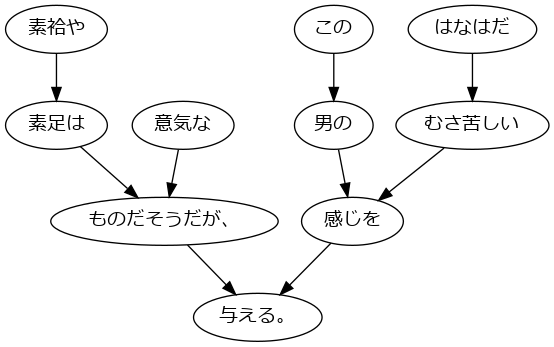 素袷や
この
はなはだ
素足は
意気な
男の
むさ苦しい
ものだそうだが、
感じを
与える。